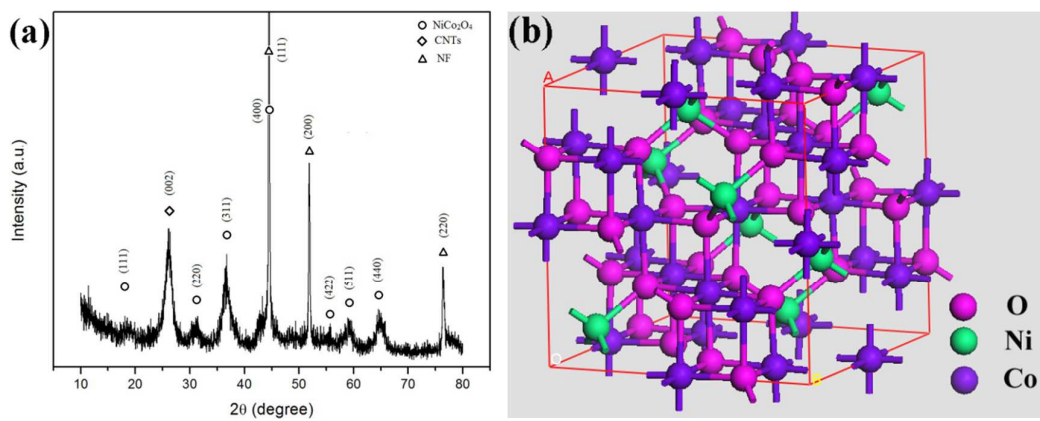 (a)
NiCo₂O₄
CNTs
NF
(111)
(400)
(200)
(002)
(311)
(111)
(220)
(422)
(511)
(440)
(220)
Intensity (a.u.)
10 20 30 40 50 60 70 80
2θ (degree)
(b)
A
O
O
Ni
Co